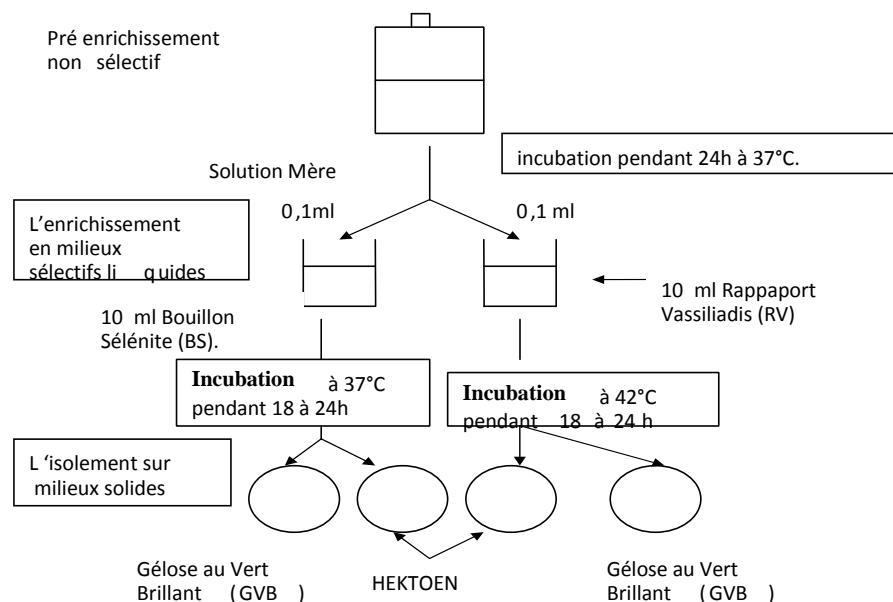 Pré enrichissement
non sélectif
incubation pendant 24h à 37°C.
Solution Mère
0,1ml
0,1 ml
L’enrichissement
en milieux
sélectifs li quides
10 ml Rappaport
Vassiliadis (RV)
10 ml Bouillon
Sélénite (BS).
Incubation à 37°C
pendant 18 à 24h
Incubation à 42°C
pendant 18 à 24 h
L ‘isolement sur
milieux solides
Gélose au Vert
Brillant (GVB )
HEKTOEN
Gélose au Vert
Brillant (GVB )